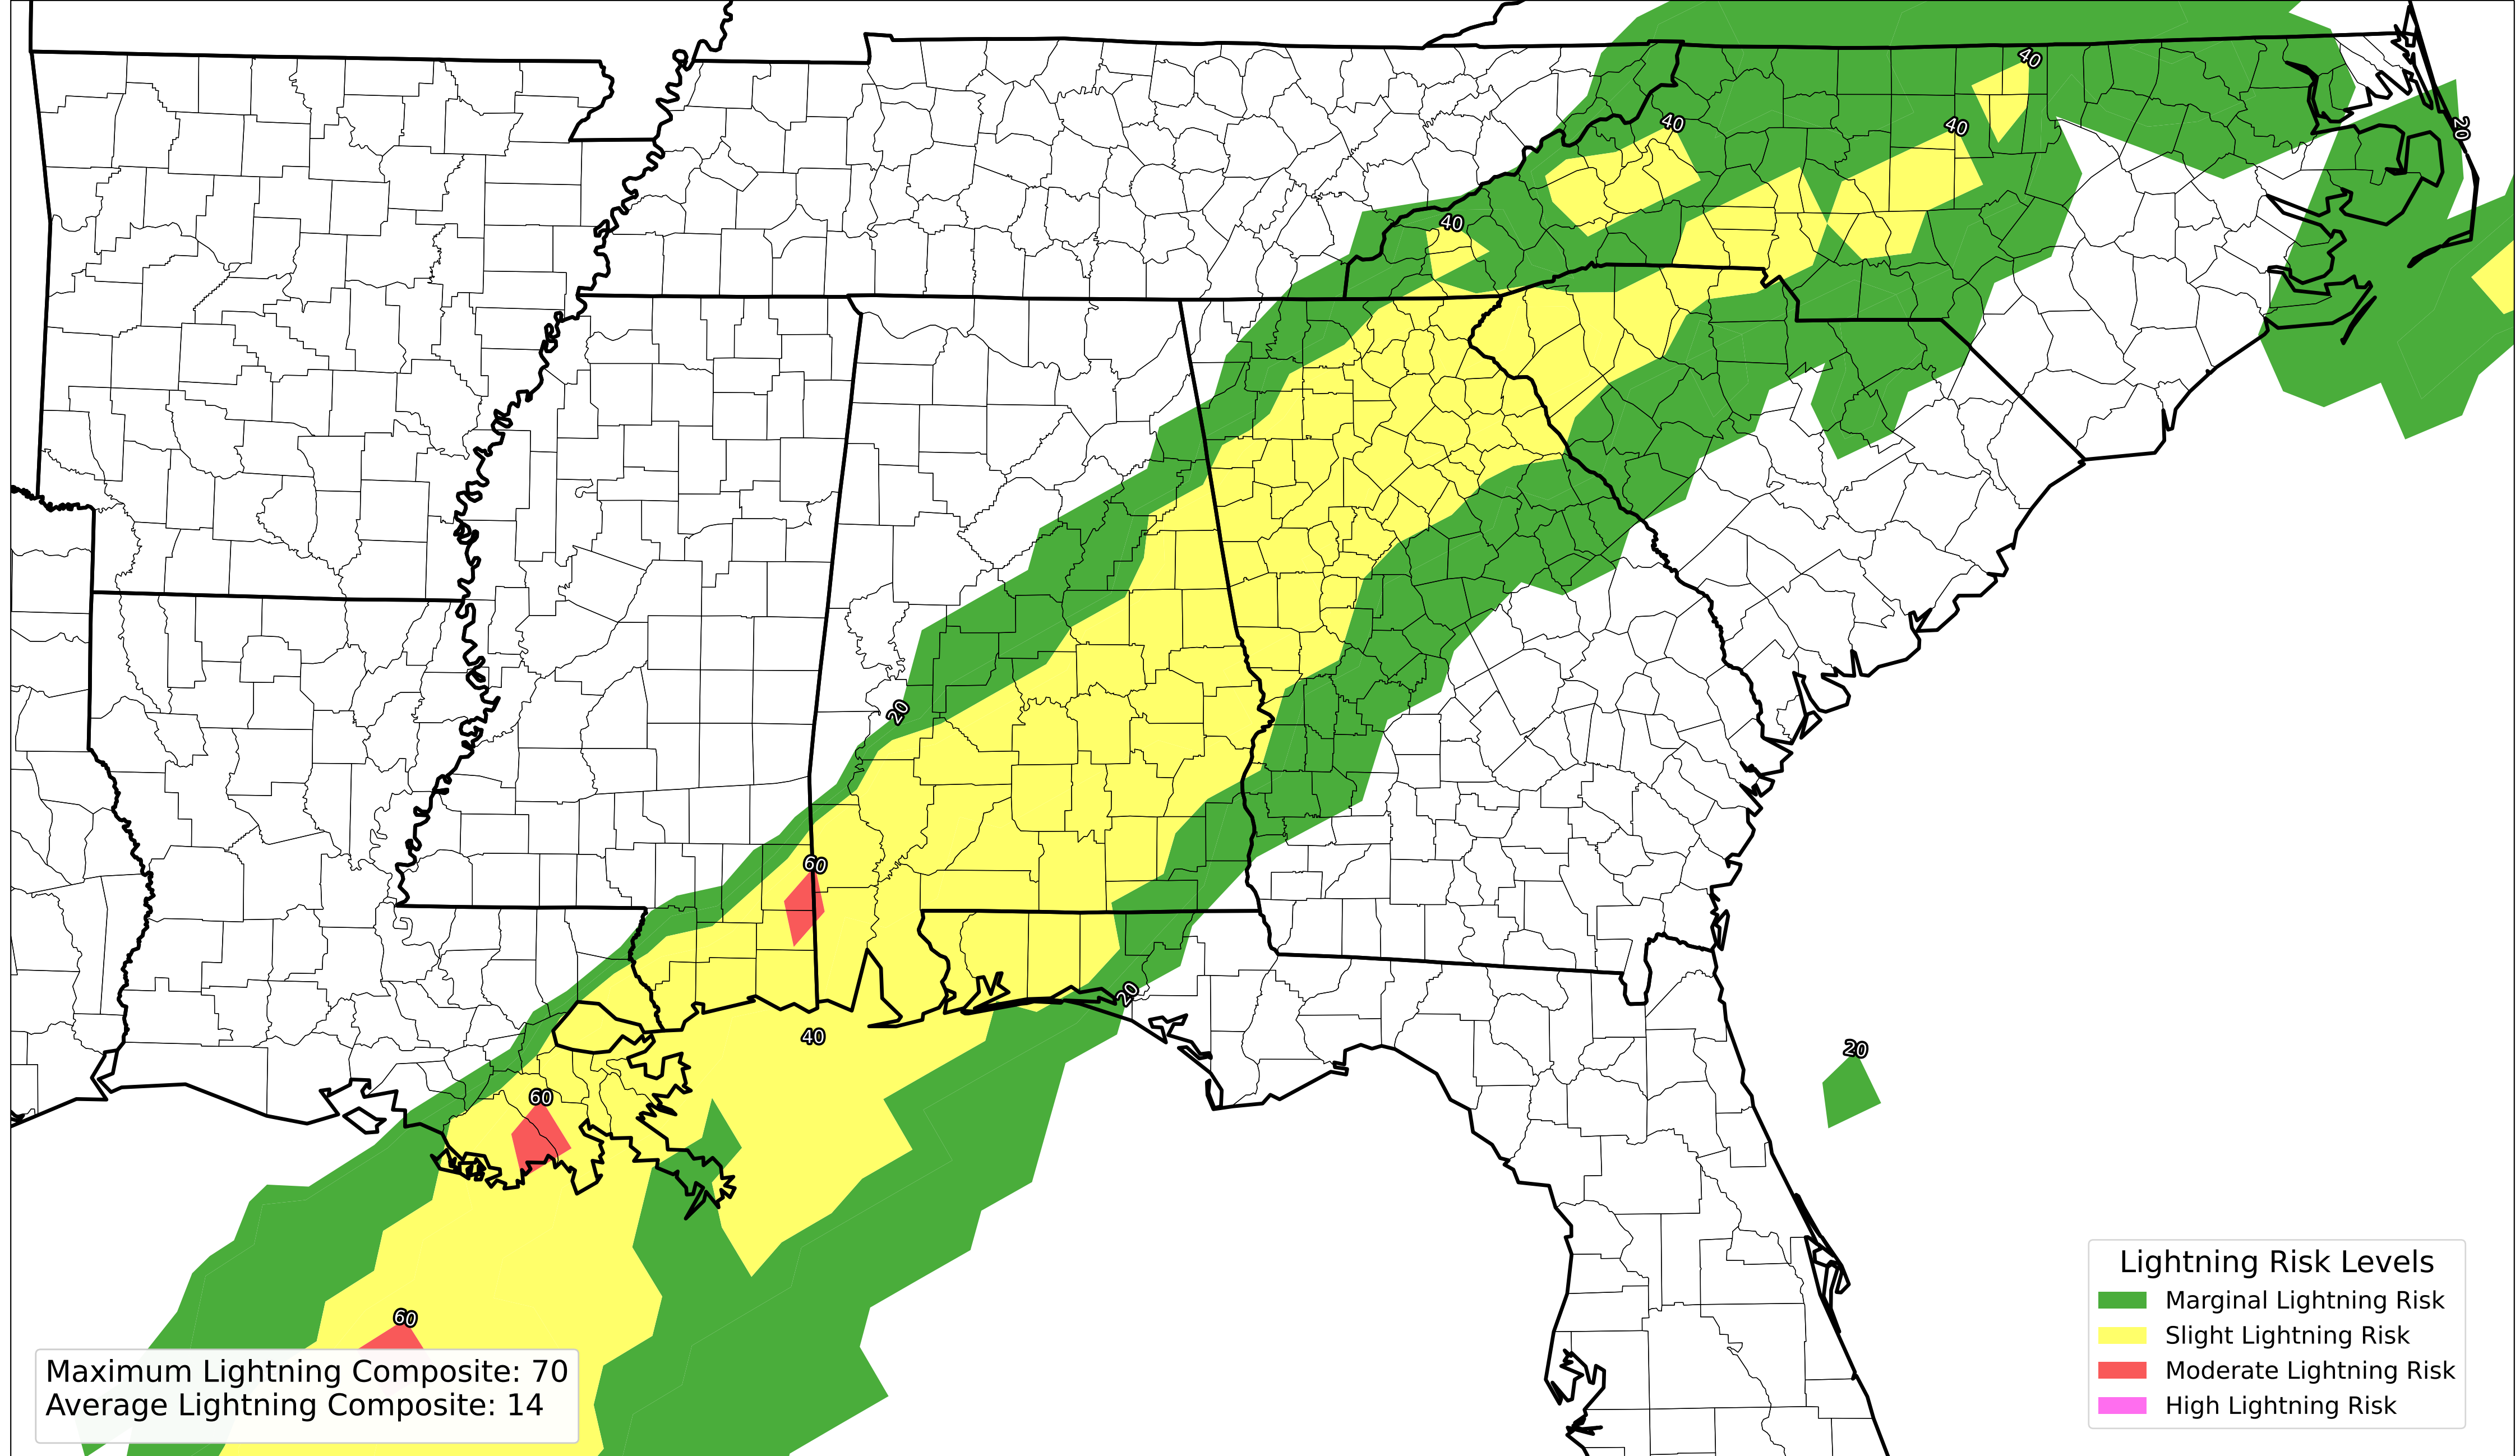 40
40
40
20
40
20
60
20
40
20
60
60
Maximum Lightning Composite: 70
Average Lightning Composite: 14
Lightning Risk Levels
Marginal Lightning Risk
Slight Lightning Risk
Moderate Lightning Risk
High Lightning Risk